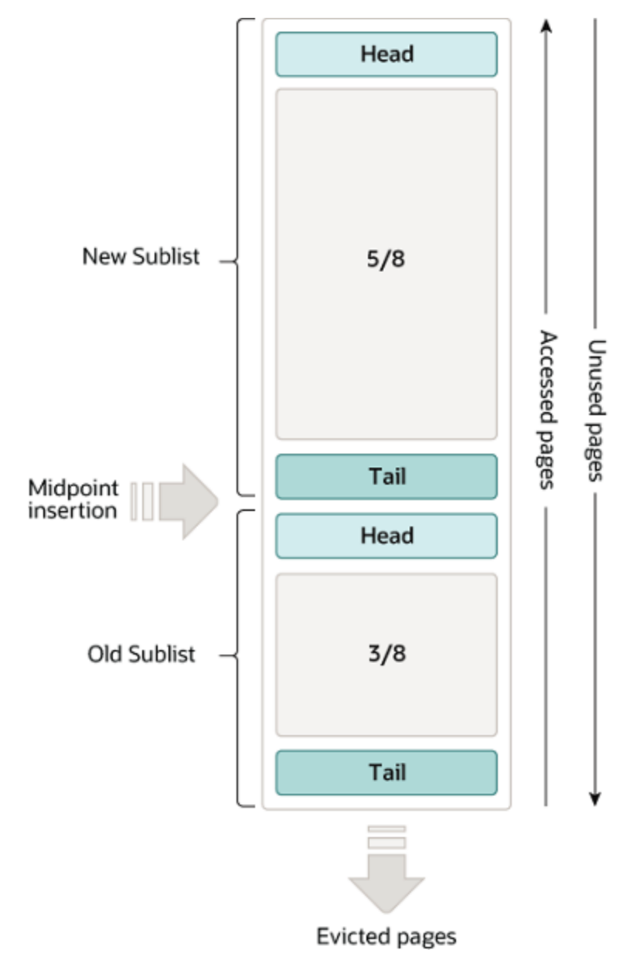 Head
5/8
New Sublist
Accessed pages
Unused pages
Tail
Midpoint
insertion
Head
Old Sublist
3/8
Tail
Evicted pages